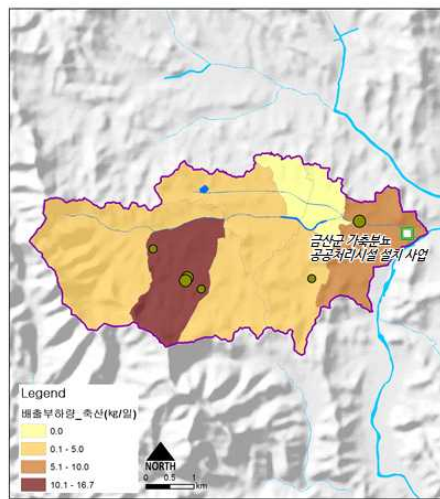 금산군 가축분뇨
공공처리시설 설치 사업
Legend
배출부하량_축산(kg/일)
0.0
0.1 - 5.0
5.1 - 10.0
10.1 - 16.7
NORTH
0 0.5 1
km